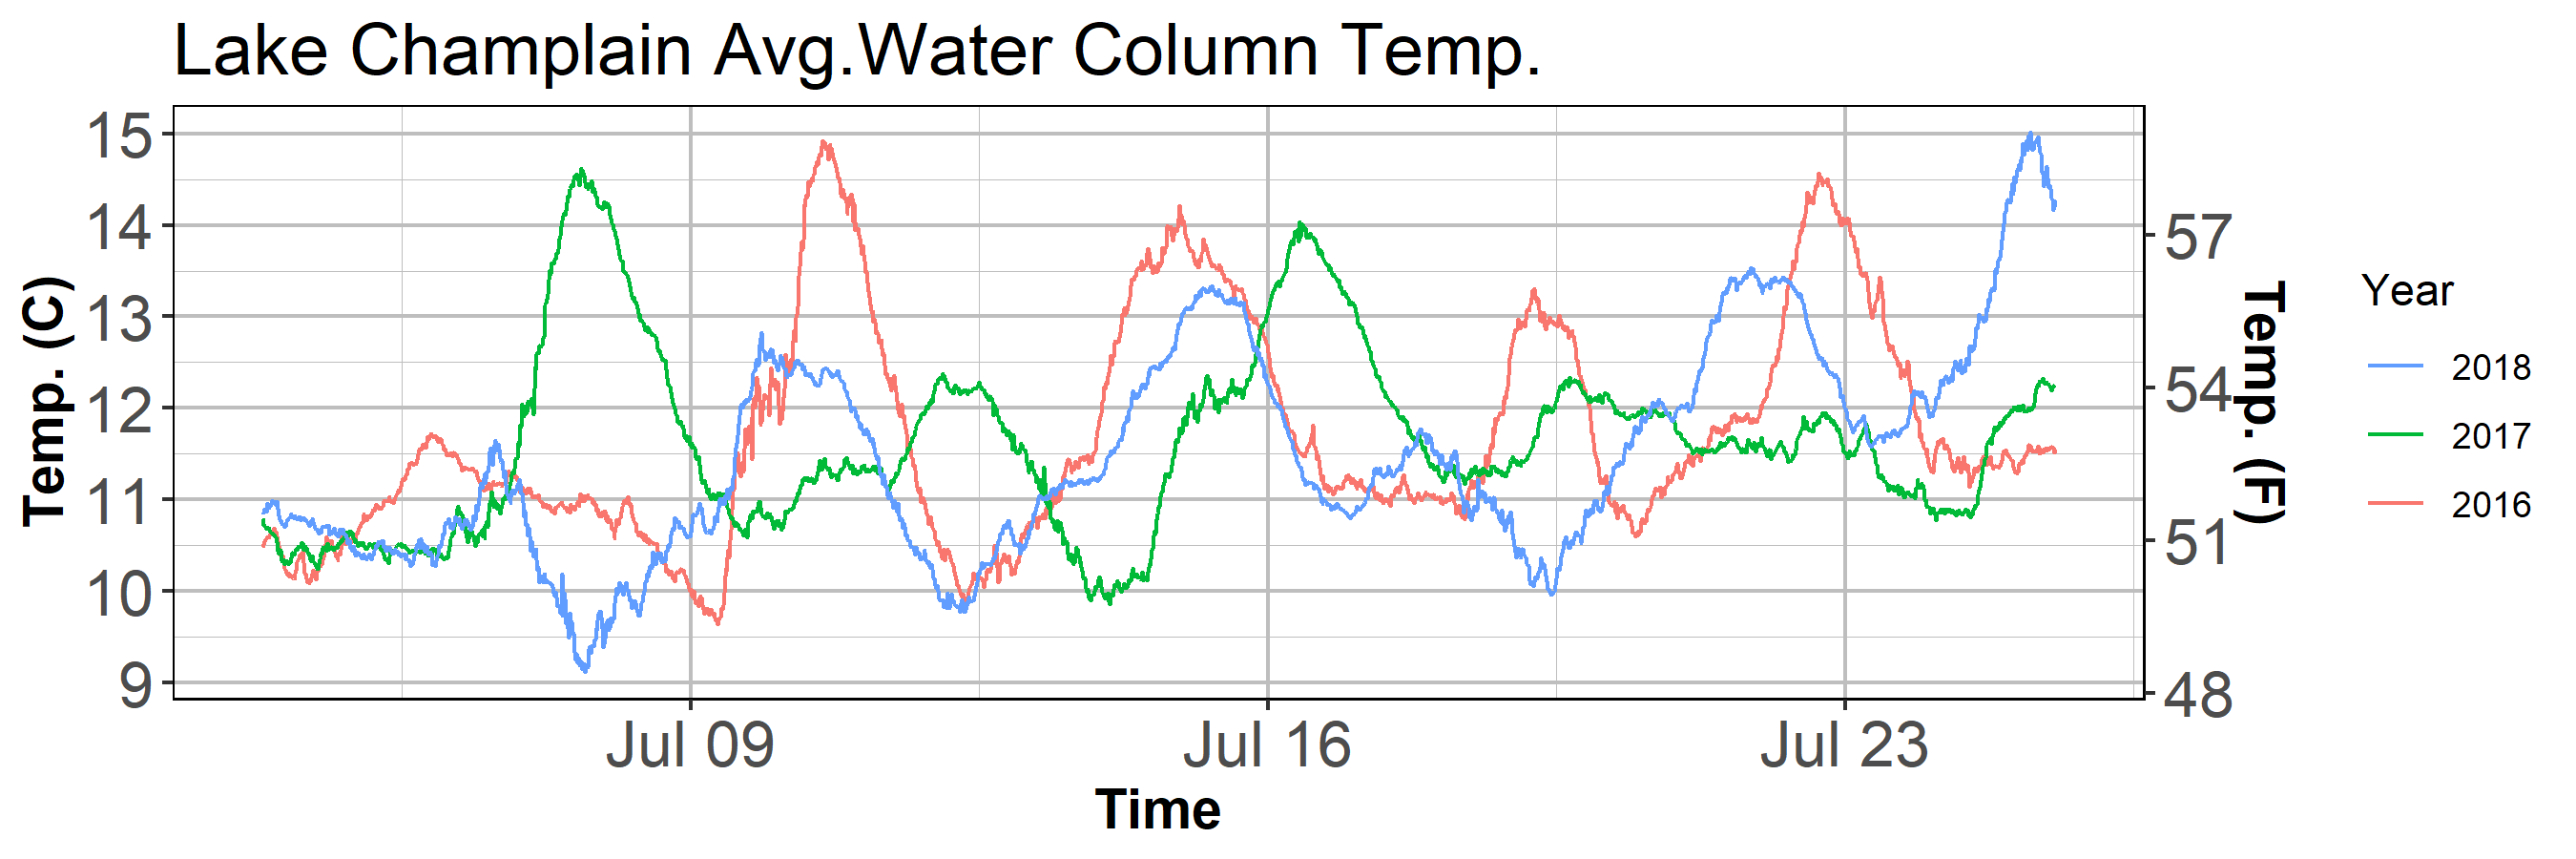 Lake Champlain Avg.Water Column Temp.
15
14
13
12
11
10
9
Temp. (C)
57
54
51
48
Temp. (F)
Jul 09
Jul 16
Jul 23
Time
Year
2018
2017
2016